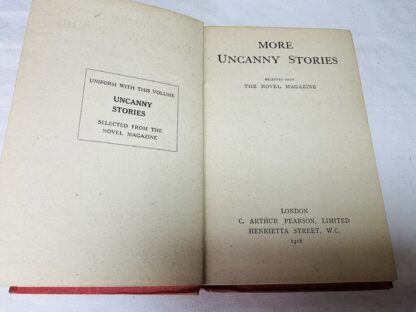 UNIFORM WITH THIS VOLUME.
UNCANNY
STORIES
SELECTED FROM THE
NOVEL MAGAZINE
MORE
UNCANNY STORIES
SELECTED FROM
THE NOVEL MAGAZINE
LONDON
C. ARTHUR PEARSON, LIMITED
HENRIETTA STREET, W.C.
1918